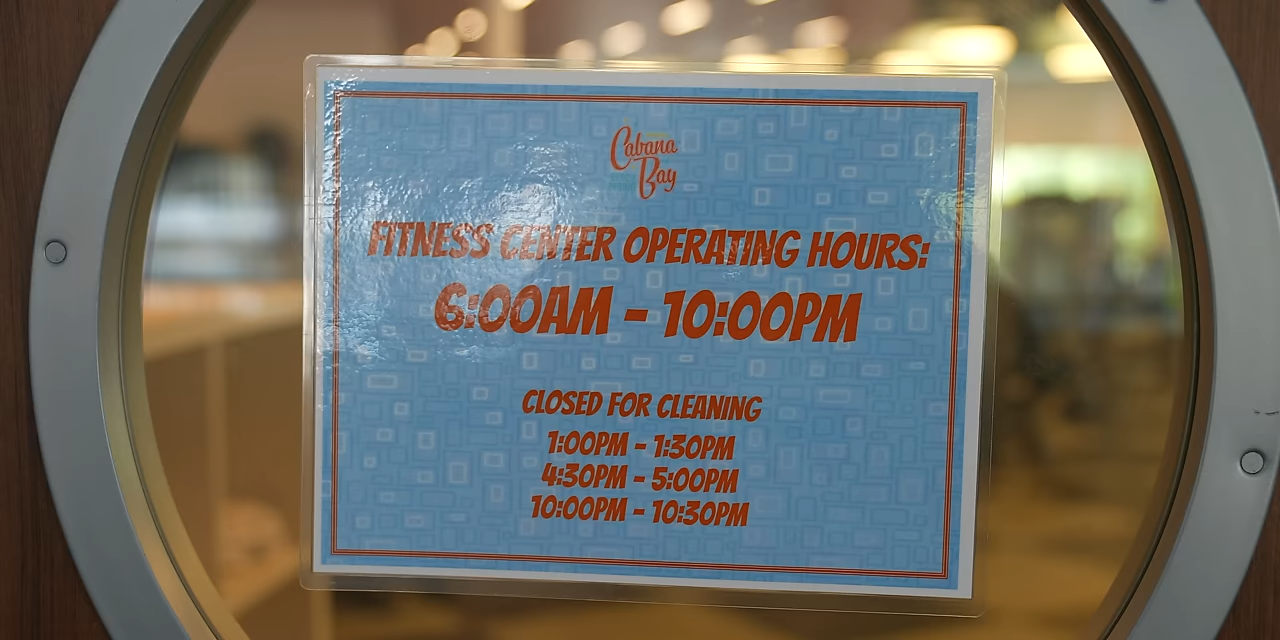 Cabana
Bay
FITNESS CENTER OPERATING HOURS:
6:00AM - 10:00PM
CLOSED FOR CLEANING
1:00PM - 1:30PM
4:30PM - 5:00PM
10:00PM - 10:30PM